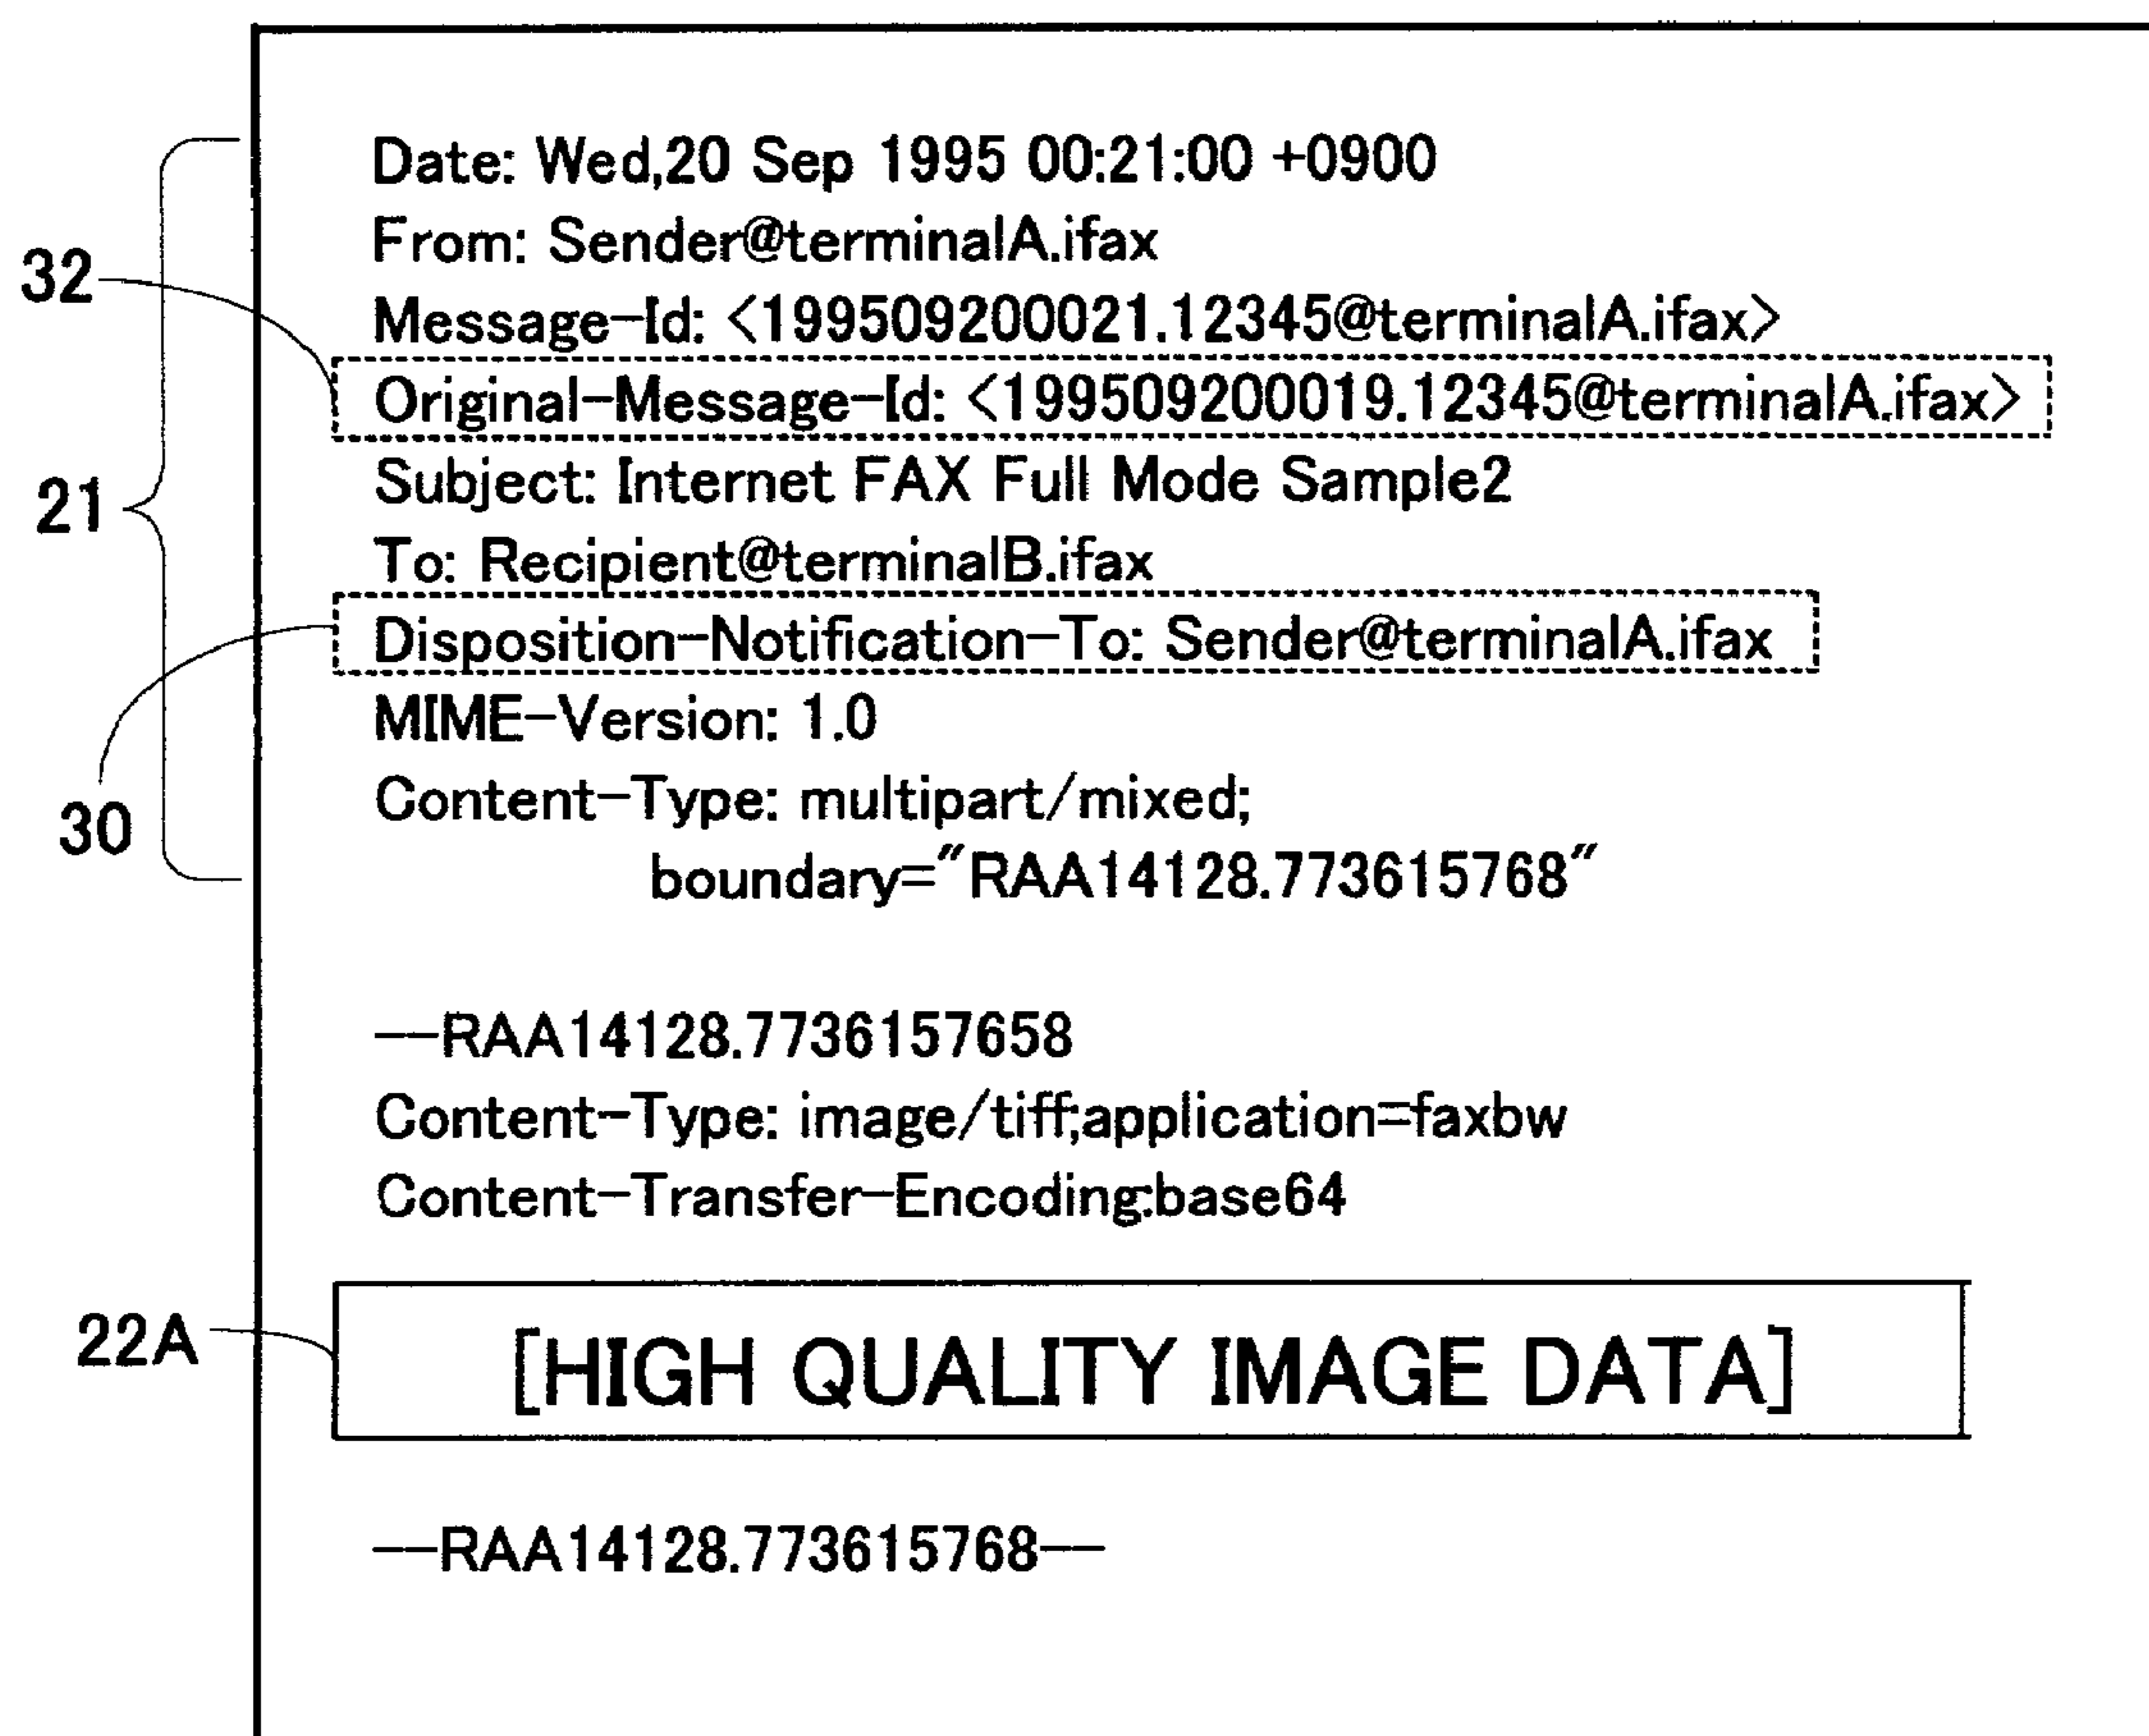 Date: Wed,20 Sep 1995 00:21:00 +0900
From: Sender@terminalA.ifax
32
Message-Id: <199509200021.12345@terminalA.ifax>
Original-Message-Id: <199509200019.12345@terminalA.ifax>
21
Subject: Internet FAX Full Mode Sample2
To: Recipient@terminalB.ifax
Disposition-Notification-To: Sender@terminalA.ifax
MIME-Version: 1.0
30
Content-Type: multipart/mixed;
boundary="RAA14128.773615768"
--RAA14128.7736157658
Content-Type: image/tiff;application=faxbw
Content-Transfer-Encoding:base64
22A
[HIGH QUALITY IMAGE DATA]
--RAA14128.773615768--